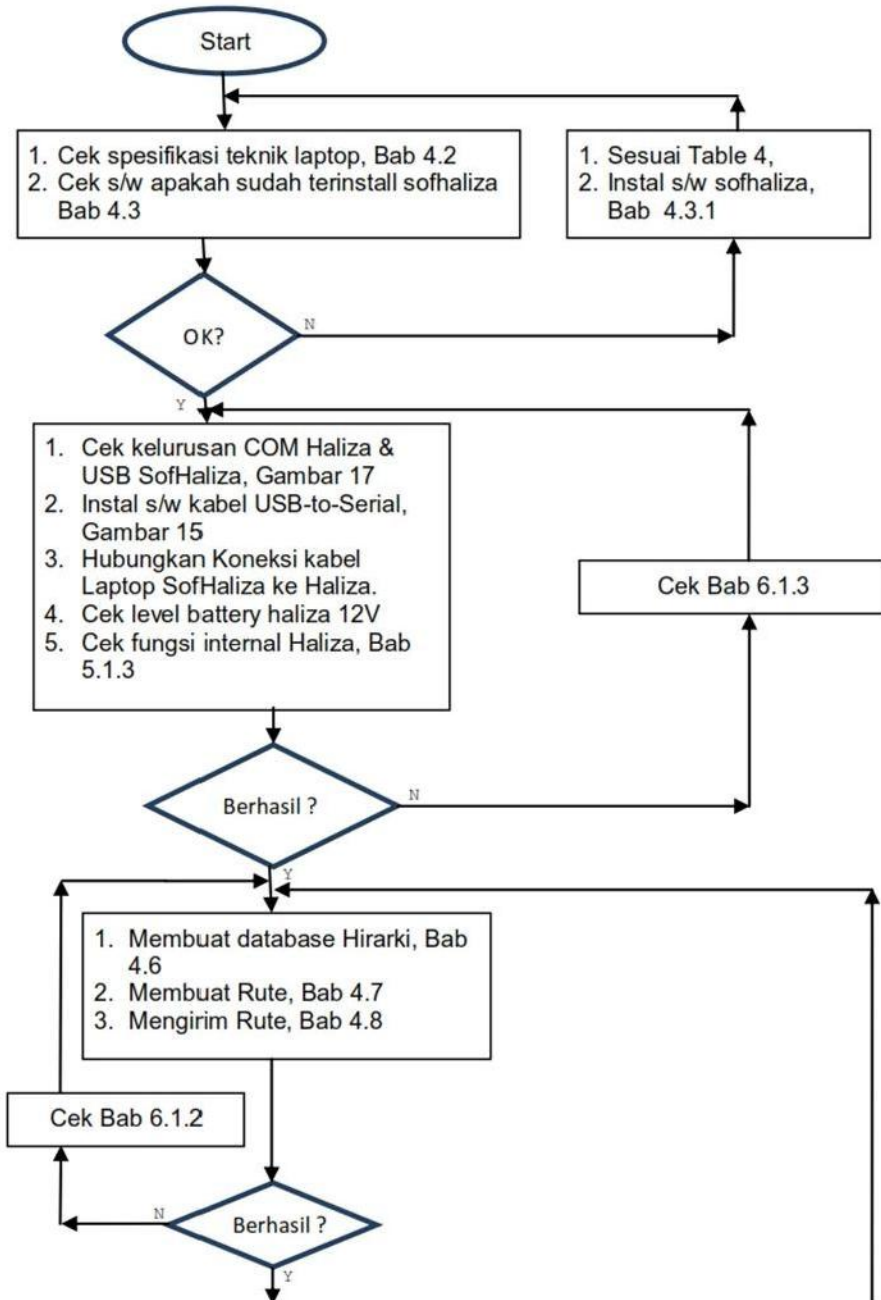 Start
1. Cek spesifikasi teknik laptop, Bab 4.2
2. Cek s/w apakah sudah terinstall sofhaliza
Bab 4.3
1. Sesuai Table 4,
2. Instal s/w sofhaliza,
Bab 4.3.1
OK?
N
Y
1. Cek kelurusan COM Haliza &
USB SofHaliza, Gambar 17
2. Instal s/w kabel USB-to-Serial,
Gambar 15
3. Hubungkan Koneksi kabel
Laptop SofHaliza ke Haliza.
4. Cek level battery haliza 12V
5. Cek fungsi internal Haliza, Bab
5.1.3
Cek Bab 6.1.3
Berhasil ?
N
Y
1. Membuat database Hirarki, Bab
4.6
2. Membuat Rute, Bab 4.7
3. Mengirim Rute, Bab 4.8
Cek Bab 6.1.2
N
Berhasil ?
Y